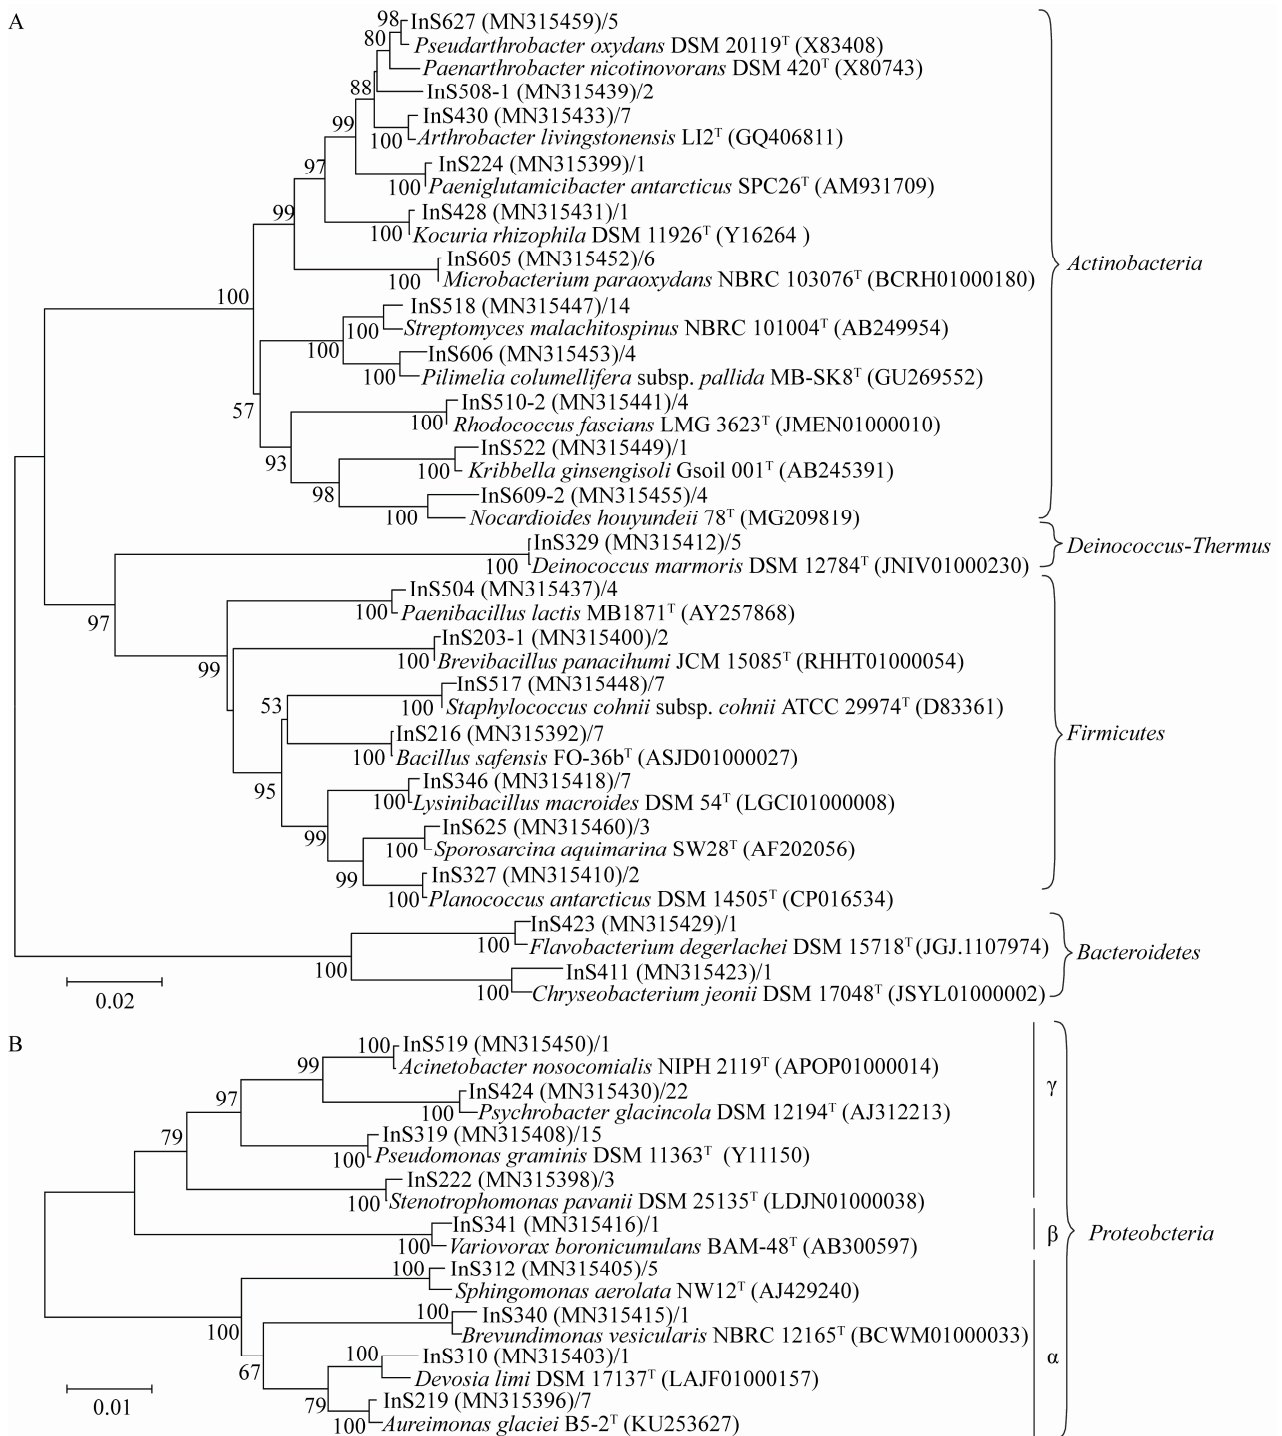 A
98 InS627 (MN315459)/5
80
Pseudarthrobacter oxydans DSM 20119ᵀ (X83408)
Paenarthrobacter nicotinovorans DSM 420ᵀ (X80743)
88 InS508-1 (MN315439)/2
InS430 (MN315433)/7
99
100 Arthrobacter livingstonensis LI2ᵀ (GQ406811)
97 InS224 (MN315399)/1
100 Paeniglutamicibacter antarcticus SPC26ᵀ (AM931709)
99 InS428 (MN315431)/1
100 Kocuria rhizophila DSM 11926ᵀ (Y16264 )
InS605 (MN315452)/6
Actinobacteria
100 Microbacterium paraoxydans NBRC 103076ᵀ (BCRH01000180)
100 InS518 (MN315447)/14
100 Streptomyces malachitospinus NBRC 101004ᵀ (AB249954)
100 InS606 (MN315453)/4
100 Pilimelia columellifera subsp. pallida MB-SK8ᵀ (GU269552)
57 InS510-2 (MN315441)/4
100 Rhodococcus fascians LMG 3623ᵀ (JMEN01000010)
InS522 (MN315449)/1
93
100 Kribbella ginsengisoli Gsoil 001ᵀ (AB245391)
98 InS609-2 (MN315455)/4
100 Nocardioides houyundeii 78ᵀ (MG209819)
InS329 (MN315412)/5
Deinococcus-Thermus
100 Deinococcus marmoris DSM 12784ᵀ (JNIV01000230)
InS504 (MN315437)/4
100 Paenibacillus lactis MB1871ᵀ (AY257868)
97
InS203-1 (MN315400)/2
99
100 Brevibacillus panacihumi JCM 15085ᵀ (RHHT01000054)
InS517 (MN315448)/7
53
100 Staphylococcus cohnii subsp. cohnii ATCC 29974ᵀ (D83361)
InS216 (MN315392)/7
Firmicutes
100 Bacillus safensis FO-36bᵀ (ASJD01000027)
InS346 (MN315418)/7
95
100 Lysinibacillus macroides DSM 54ᵀ (LGCI01000008)
InS625 (MN315460)/3
99
100 Sporosarcina aquimarina SW28ᵀ (AF202056)
InS327 (MN315410)/2
99
100 Planococcus antarcticus DSM 14505ᵀ (CP016534)
InS423 (MN315429)/1
100 Flavobacterium degerlachei DSM 15718ᵀ (JGJ.1107974)
Bacteroidetes
100 InS411 (MN315423)/1
100 Chryseobacterium jeonii DSM 17048ᵀ (JSYL01000002)
0.02
B
100 InS519 (MN315450)/1
99
Acinetobacter nosocomialis NIPH 2119ᵀ (APOP01000014)
γ
97 InS424 (MN315430)/22
100 Psychrobacter glacincola DSM 12194ᵀ (AJ312213)
79 InS319 (MN315408)/15
100 Pseudomonas graminis DSM 11363ᵀ (Y11150)
InS222 (MN315398)/3
100 Stenotrophomonas pavanii DSM 25135ᵀ (LDJN01000038)
InS341 (MN315416)/1
β
Proteobcteria
100 Variovorax boronicumulans BAM-48ᵀ (AB300597)
100 InS312 (MN315405)/5
Sphingomonas aerolata NW12ᵀ (AJ429240)
100 InS340 (MN315415)/1
100
Brevundimonas vesicularis NBRC 12165ᵀ (BCWM01000033)
100 InS310 (MN315403)/1
α
67
Devosia limi DSM 17137ᵀ (LAJF01000157)
79 InS219 (MN315396)/7
100 Aureimonas glaciei B5-2ᵀ (KU253627)
0.01